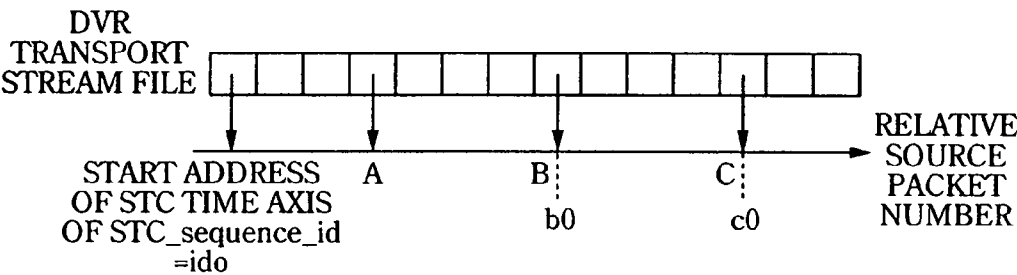 DVR
TRANSPORT
STREAM FILE
RELATIVE
SOURCE
PACKET
NUMBER
START ADDRESS
OF STC TIME AXIS
OF STC_sequence_id
=ido
A
B
C
b0
c0